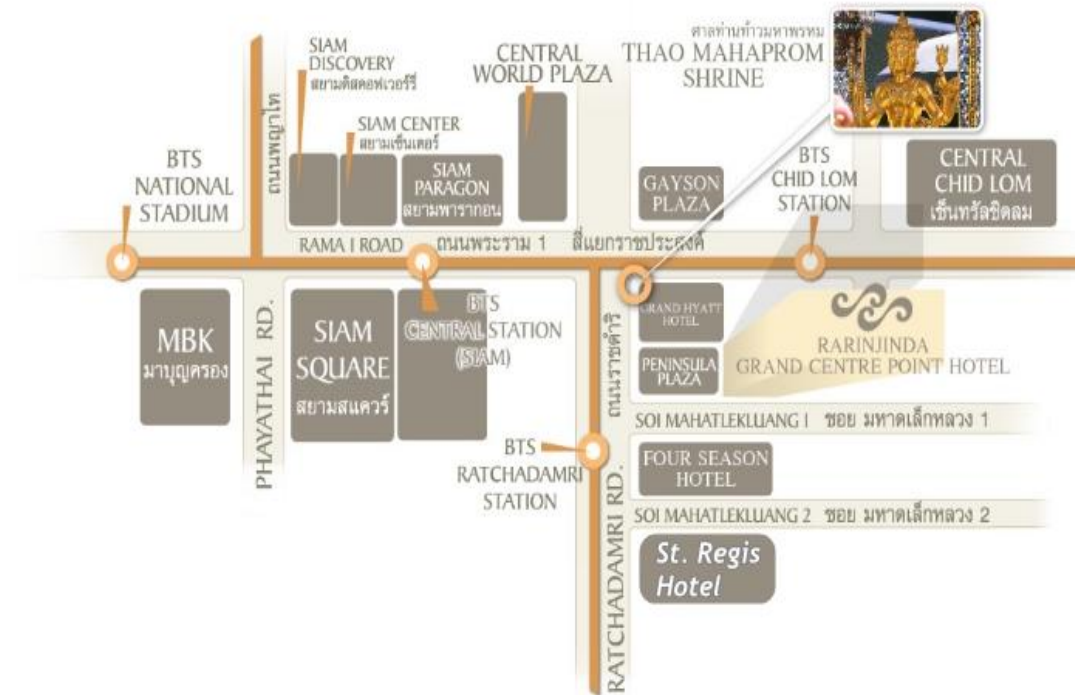 SIAM
DISCOVERY
สยามดิสคอฟเวอร์รี่
SIAM CENTER
สยามเซ็นเตอร์
CENTRAL
WORLD PLAZA
ศาลท่านท้าวมหาพรหม
THAO MAHAPROM
SHRINE
ถนนพญาไท
BTS
NATIONAL
STADIUM
SIAM
PARAGON
สยามพารากอน
GAYSON
PLAZA
BTS
CHID LOM
STATION
CENTRAL
CHID LOM
เซ็นทรัลชิดลม
RAMA I ROAD
ถนนพระราม 1
สี่แยกราชประสงค์
MBK
มาบุญครอง
PHAYATHAI RD.
SIAM
SQUARE
สยามสแควร์
BTS
CENTRAL STATION
(SIAM)
ถนนราชดำริ
GRAND HYATT
HOTEL
PENINSULA
PLAZA
RARINJINDA
GRAND CENTRE POINT HOTEL
SOI MAHATLEKLUANG 1 ซอย มหาดเล็กหลวง 1
BTS
RATCHADAMRI
STATION
FOUR SEASON
HOTEL
SOI MAHATLEKLUANG 2 ซอย มหาดเล็กหลวง 2
RATCHADAMRI RD.
St. Regis
Hotel